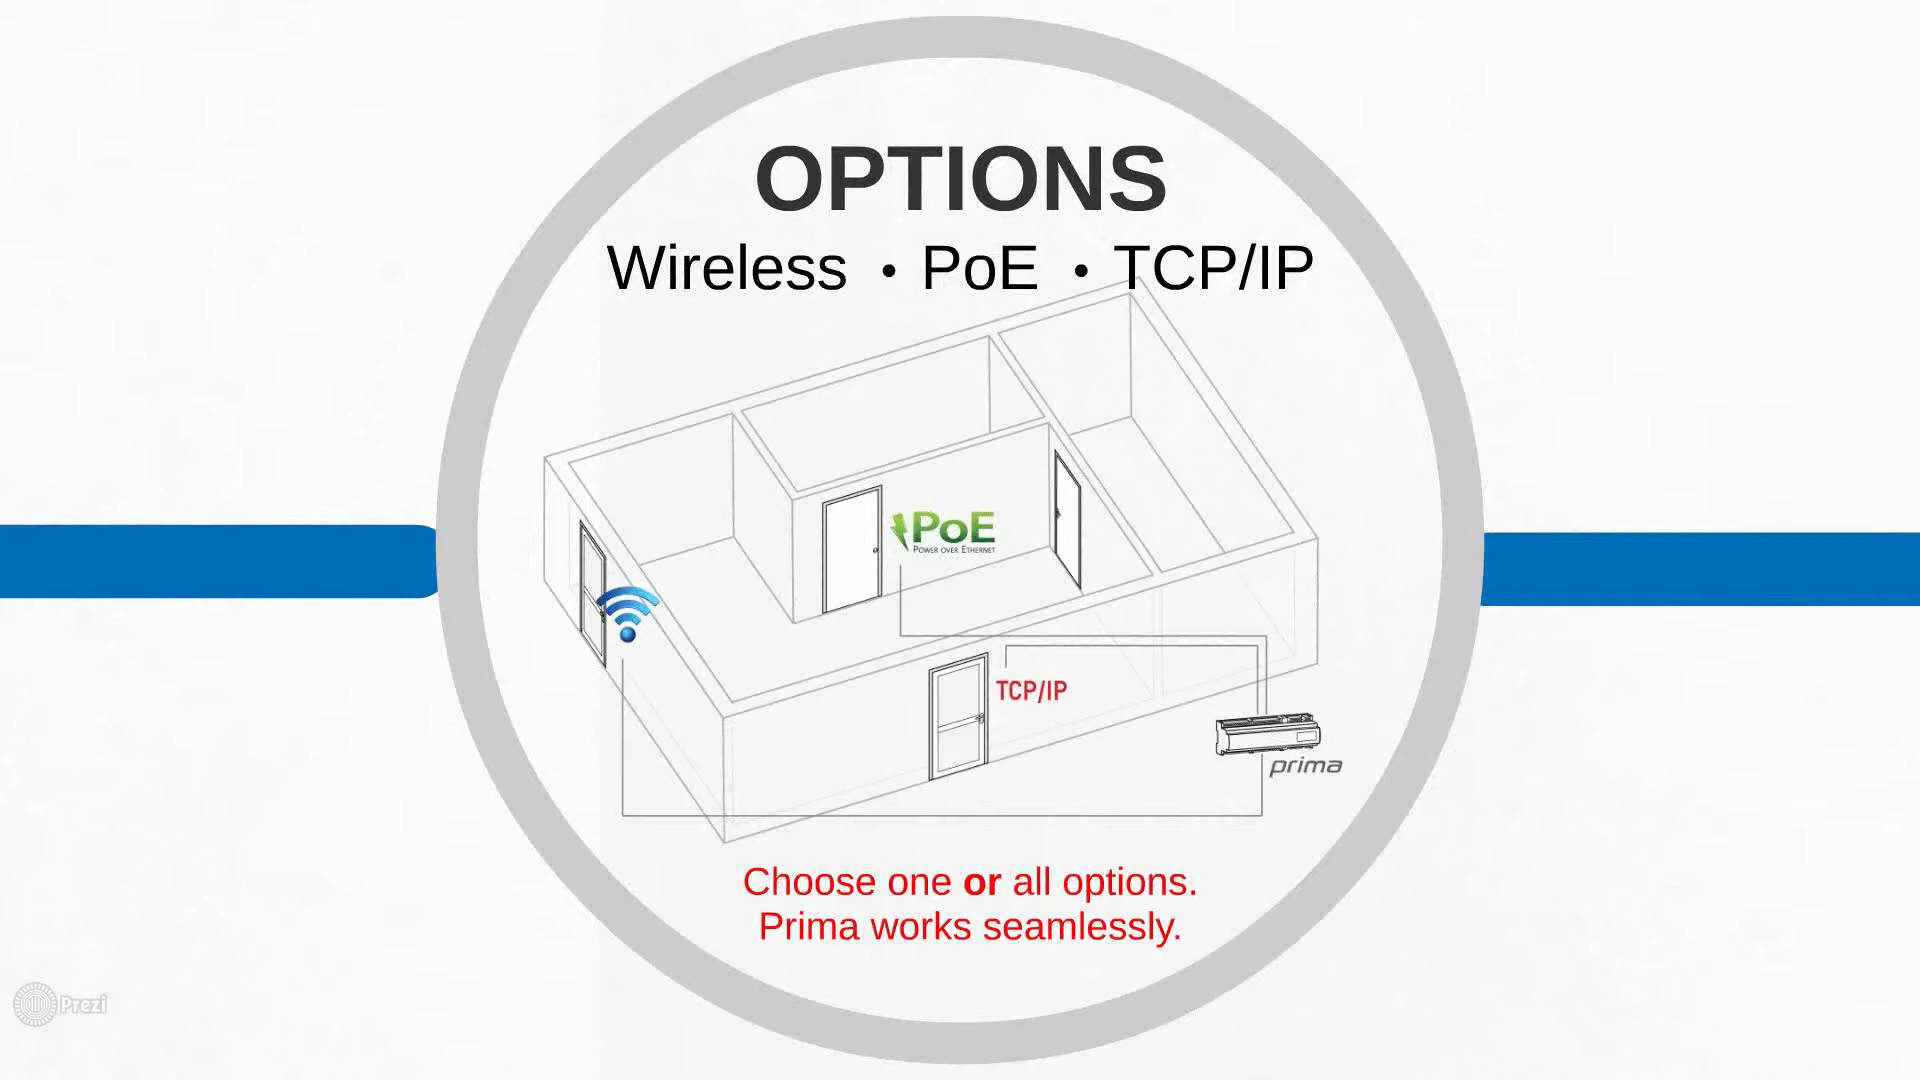 OPTIONS
Wireless • PoE • TCP/IP
PoE
POWER OVER ETHERNET
TCP/IP
prima
Choose one or all options.
Prima works seamlessly.
Prezi